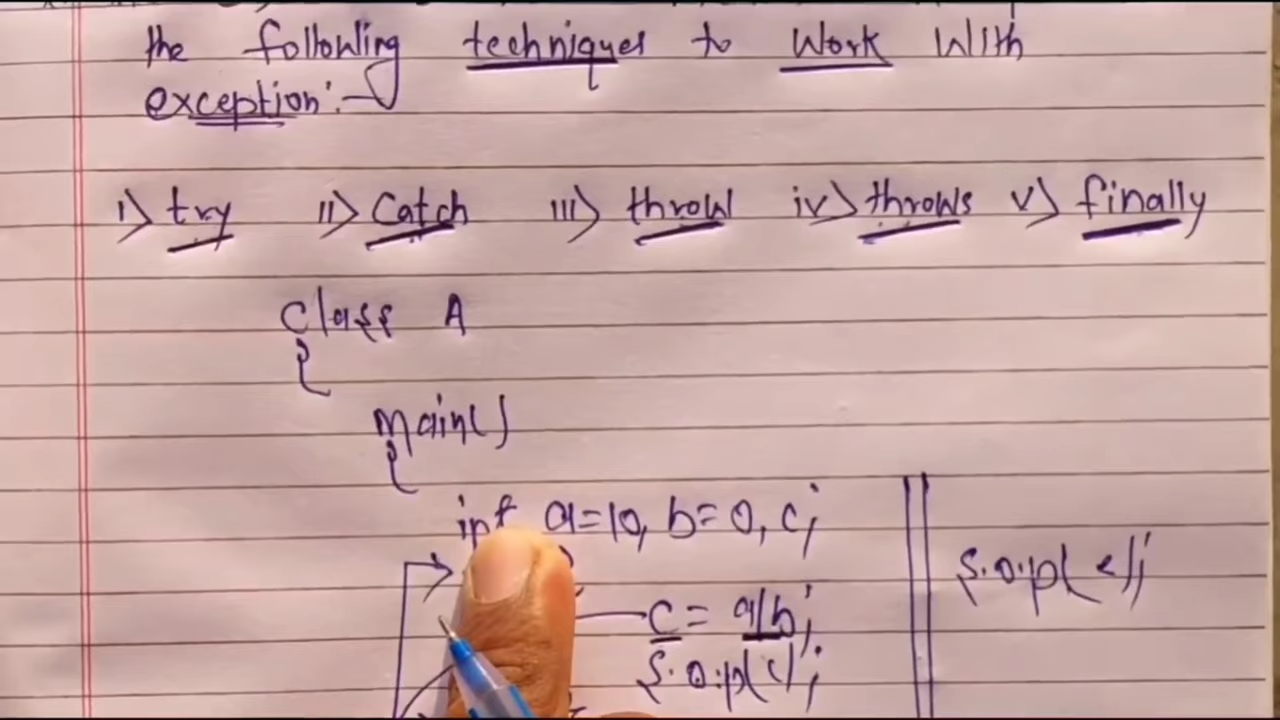 the following techniques to work with
exception:-
i) try ii) Catch iii) throw iv) throws v) finally
Class A
{
Main()
{
int a=10, b=0, c;
c = a/b;
S.o.p(c);
S.o.p(e);